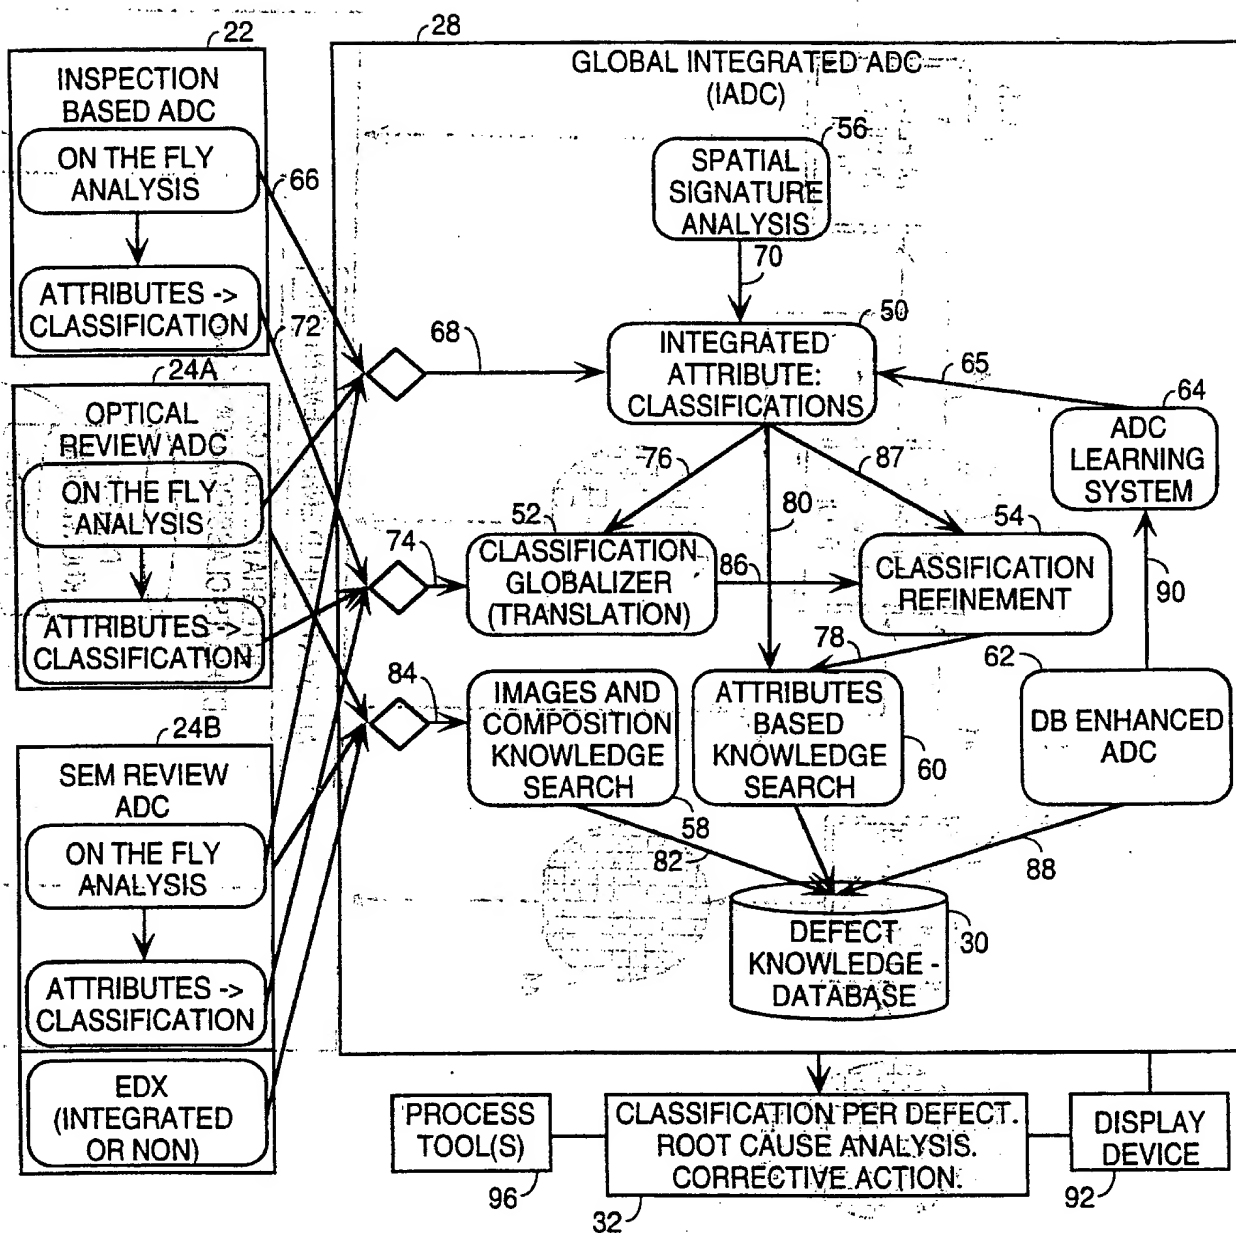 22
INSPECTION
BASED ADC
ON THE FLY
ANALYSIS
ATTRIBUTES ->
CLASSIFICATION
66
72
24A
OPTICAL
REVIEW ADC
ON THE FLY
ANALYSIS
ATTRIBUTES ->
CLASSIFICATION
24B
SEM REVIEW
ADC
ON THE FLY
ANALYSIS
ATTRIBUTES ->
CLASSIFICATION
EDX
(INTEGRATED
OR NON)
28
GLOBAL INTEGRATED ADC
(IADC)
56
SPATIAL
SIGNATURE
ANALYSIS
70
68
50
INTEGRATED
ATTRIBUTE:
CLASSIFICATIONS
65
64
ADC
LEARNING
SYSTEM
76
80
87
74
52
CLASSIFICATION
GLOBALIZER
(TRANSLATION)
86
54
CLASSIFICATION
REFINEMENT
90
78
84
IMAGES AND
COMPOSITION
KNOWLEDGE
SEARCH
58
ATTRIBUTES
BASED
KNOWLEDGE
SEARCH
60
62
DB ENHANCED
ADC
82
88
DEFECT
KNOWLEDGE -
DATABASE
30
PROCESS
TOOL(S)
96
CLASSIFICATION PER DEFECT.
ROOT CAUSE ANALYSIS.
CORRECTIVE ACTION.
32
DISPLAY
DEVICE
92